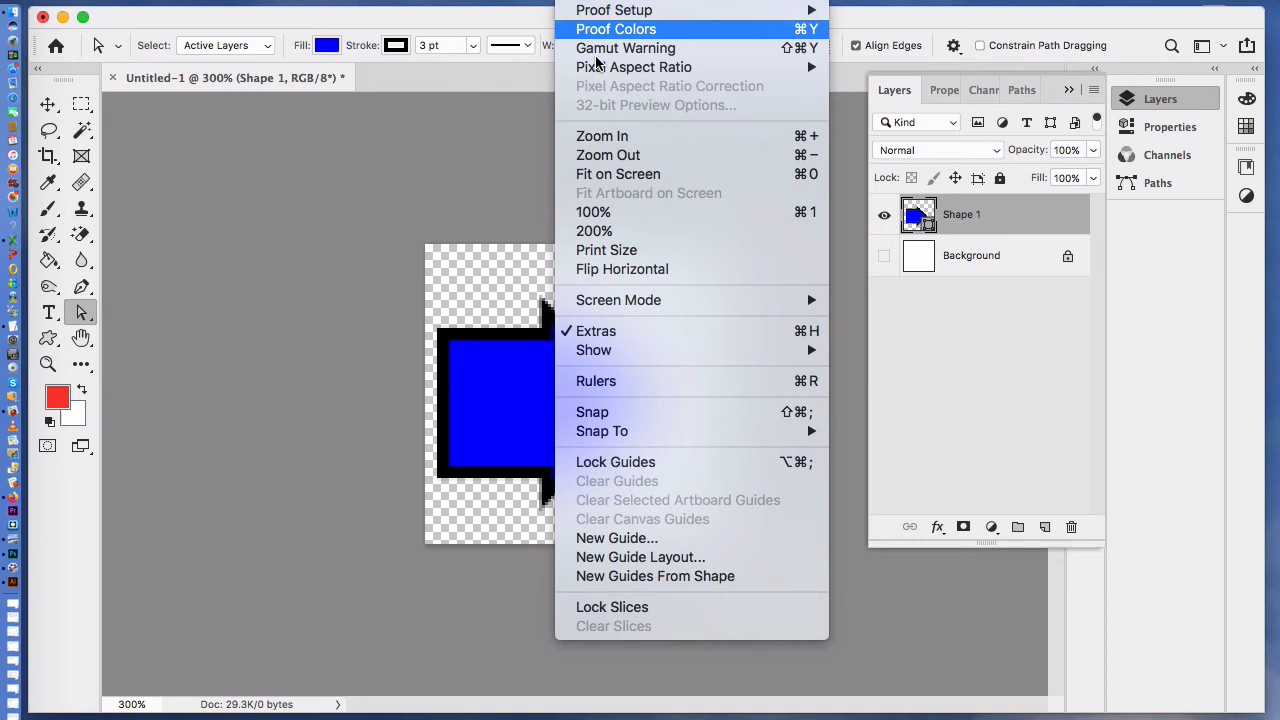 Proof Setup
Proof Colors ⌘Y
Gamut Warning ⇧⌘Y
Pixel Aspect Ratio
Pixel Aspect Ratio Correction
32-bit Preview Options...
Zoom In ⌘+
Zoom Out ⌘−
Fit on Screen ⌘0
Fit Artboard on Screen
100% ⌘1
200%
Print Size
Flip Horizontal
Screen Mode
✓ Extras ⌘H
Show
Rulers ⌘R
Snap ⇧⌘;
Snap To
Lock Guides ⌥⌘;
Clear Guides
Clear Selected Artboard Guides
Clear Canvas Guides
New Guide...
New Guide Layout...
New Guides From Shape
Lock Slices
Clear Slices
Select: Active Layers Fill: Stroke: 3 pt W: Align Edges Constrain Path Dragging
Untitled-1 @ 300% (Shape 1, RGB/8*) *
Layers Prope Chanr Paths
Kind
Normal Opacity: 100%
Lock: Fill: 100%
Shape 1
Background
Layers
Properties
Channels
Paths
300% Doc: 29.3K/0 bytes